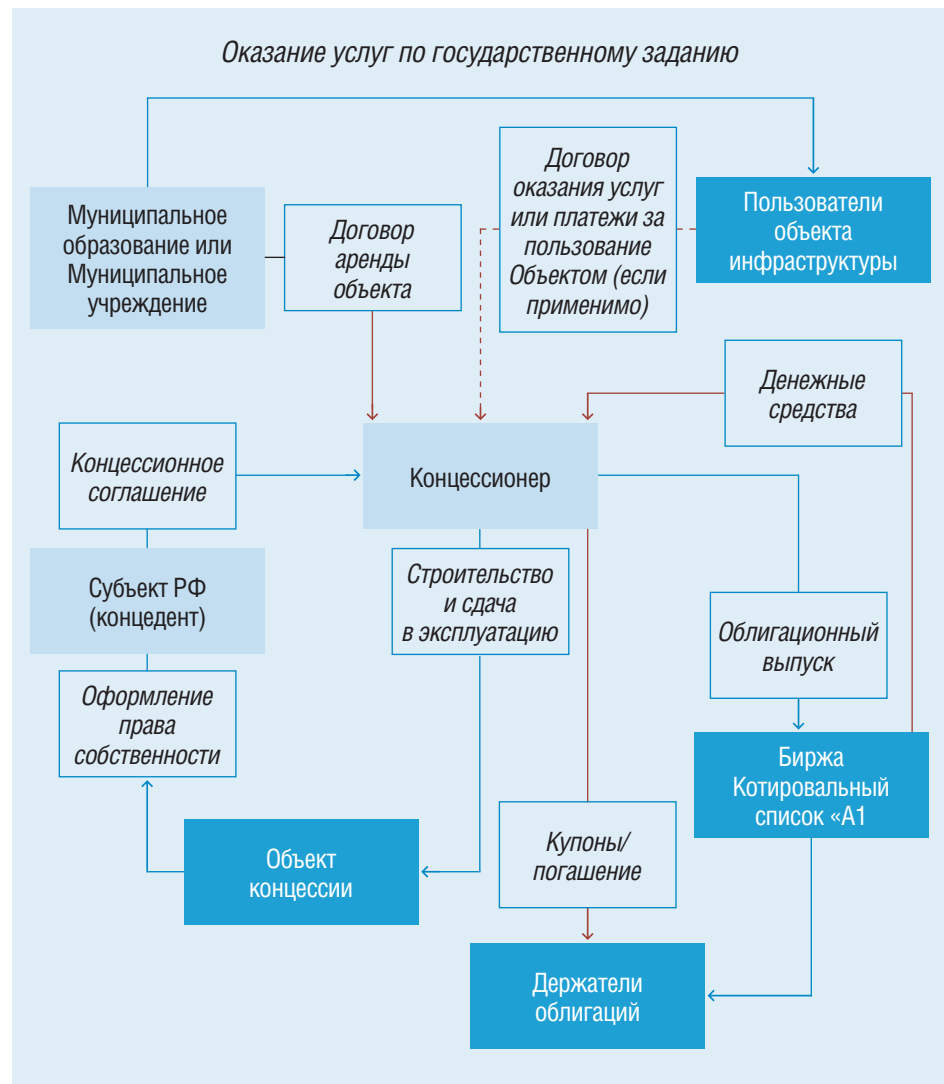 Оказание услуг по государственному заданию
Муниципальное
образование или
Муниципальное
учреждение
Договор
аренды
объекта
Договор
оказания услуг
или платежи за
пользование
Объектом (если
применимо)
Пользователи
объекта
инфраструктуры
Денежные
средства
Концессионное
соглашение
Концессионер
Субъект РФ
(концедент)
Строительство
и сдача
в эксплуатацию
Облигационный
выпуск
Оформление
права
собственности
Биржа
Котировальный
список «А1
Объект
концессии
Купоны/
погашение
Держатели
облигаций